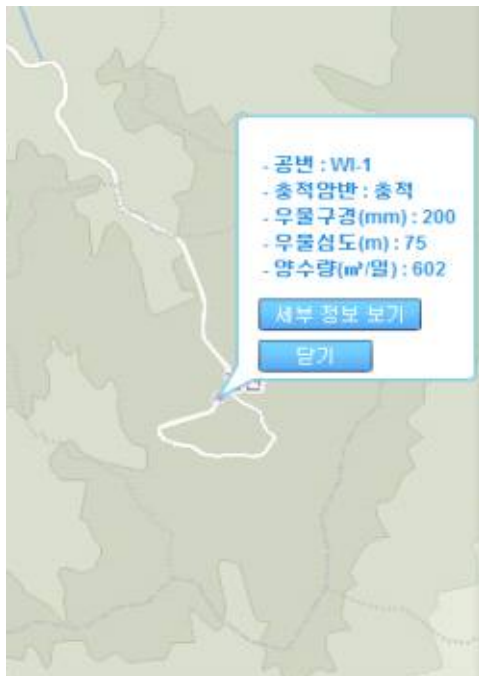 - 공번 : WI-1
- 충적암반 : 충적
- 우물구경(mm) : 200
- 우물심도(m) : 75
- 양수량(㎥/일) : 602
세부 정보 보기
닫기